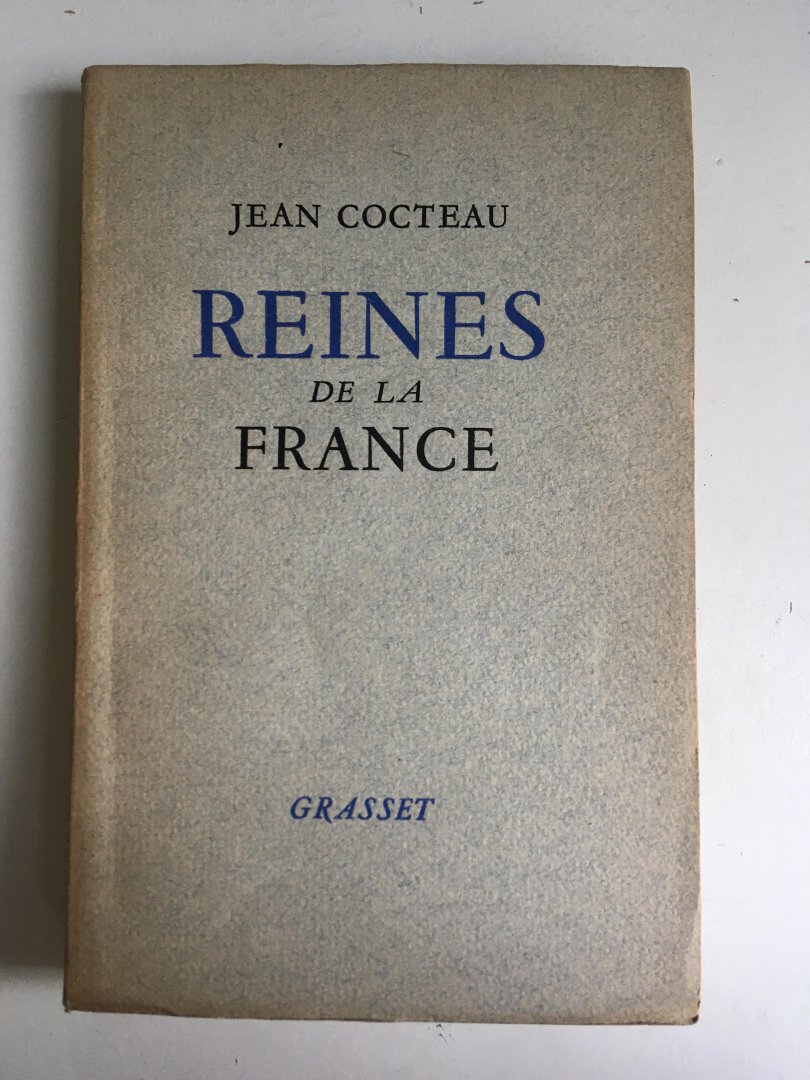 JEAN COCTEAU
REINES
DE LA
FRANCE
GRASSET